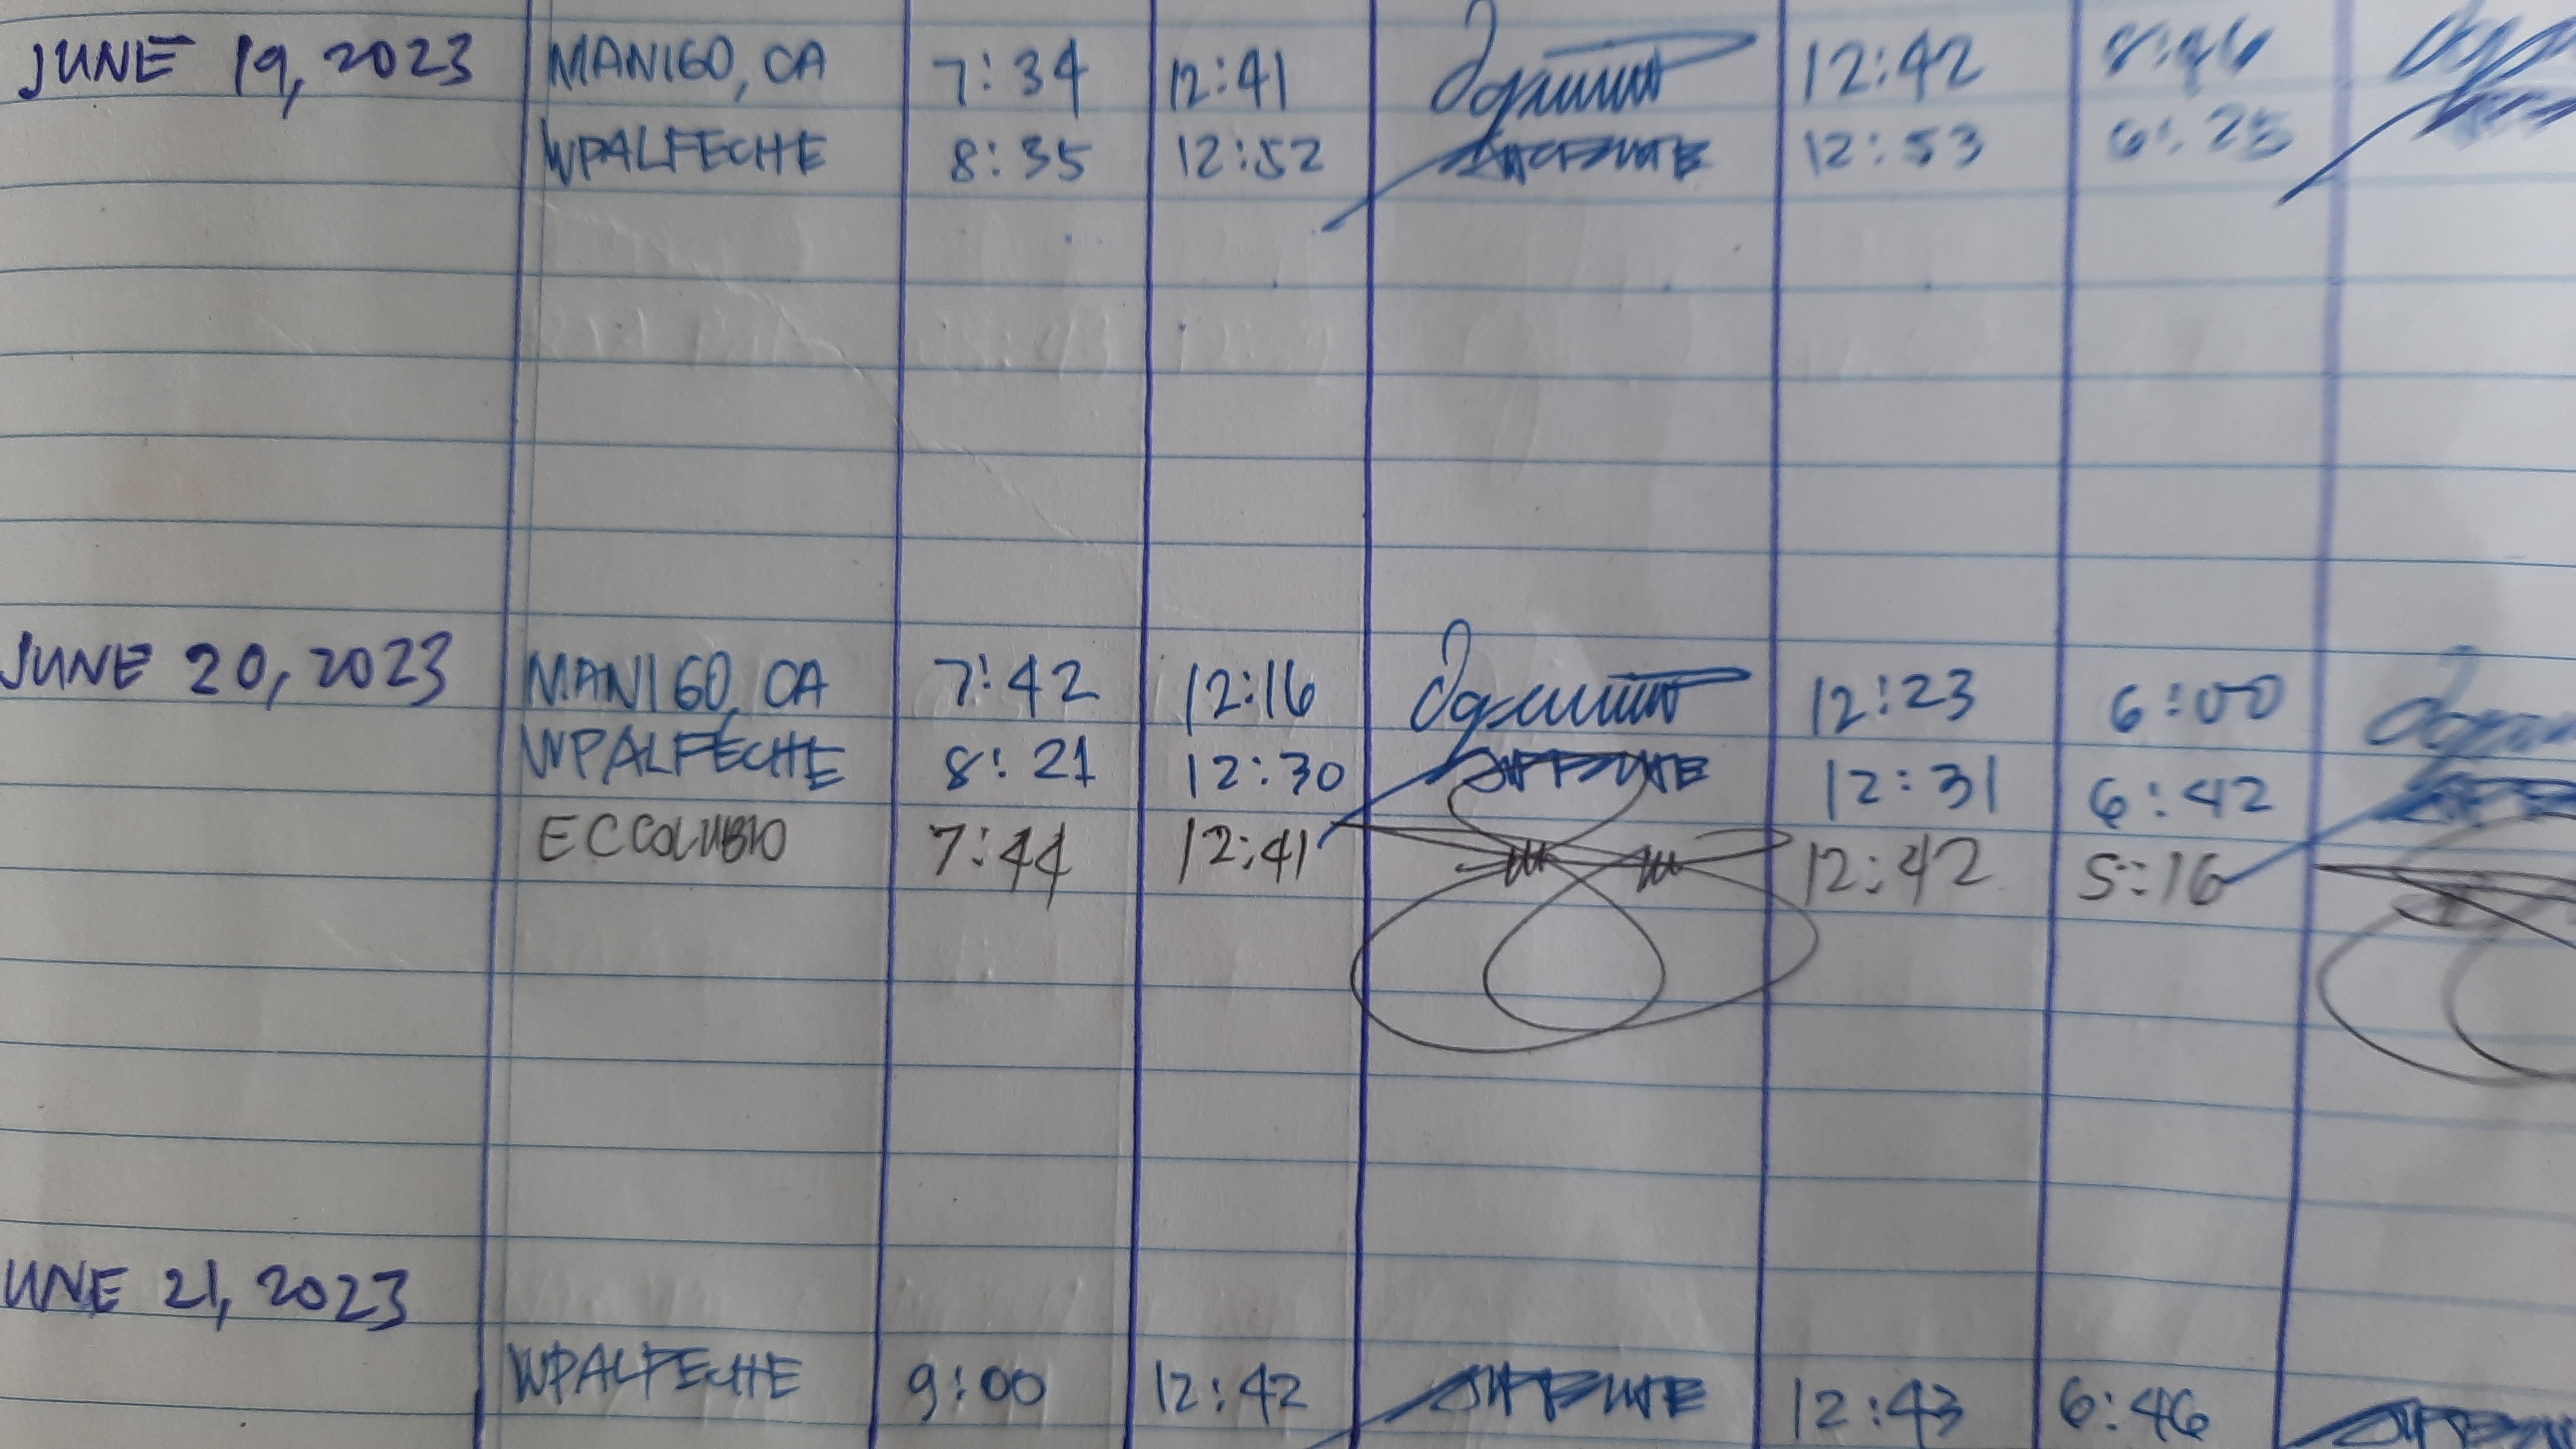 JUNE 19, 2023 MANIGO, CA 7:34 12:41 12:42
WPALFECHE 8:35 12:52 12:53 6:25
JUNE 20, 2023 MANIGO, CA 7:42 12:16 12:23 6:00
WPALFECHE 8:21 12:30 12:31 6:42
ECCOLUBIO 7:44 12:41 12:42 5:16
UNE 21, 2023
WPALFECHE 9:00 12:42 12:43 6:46